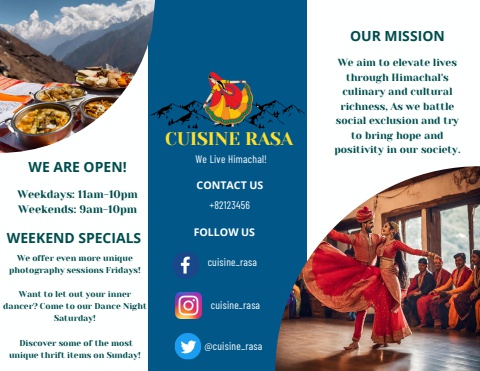 WE ARE OPEN!
Weekdays: 11am-10pm
Weekends: 9am-10pm
WEEKEND SPECIALS
We offer even more unique
photography sessions Fridays!
Want to let out your inner
dancer? Come to our Dance Night
Saturday!
Discover some of the most
unique thrift items on Sunday!
CUISINE RASA
We Live Himachal!
CONTACT US
+82123456
FOLLOW US
cuisine_rasa
cuisine_rasa
@cuisine_rasa
OUR MISSION
We aim to elevate lives
through Himachal's
culinary and cultural
richness, As we battle
social exclusion and try
to bring hope and
positivity in our society.